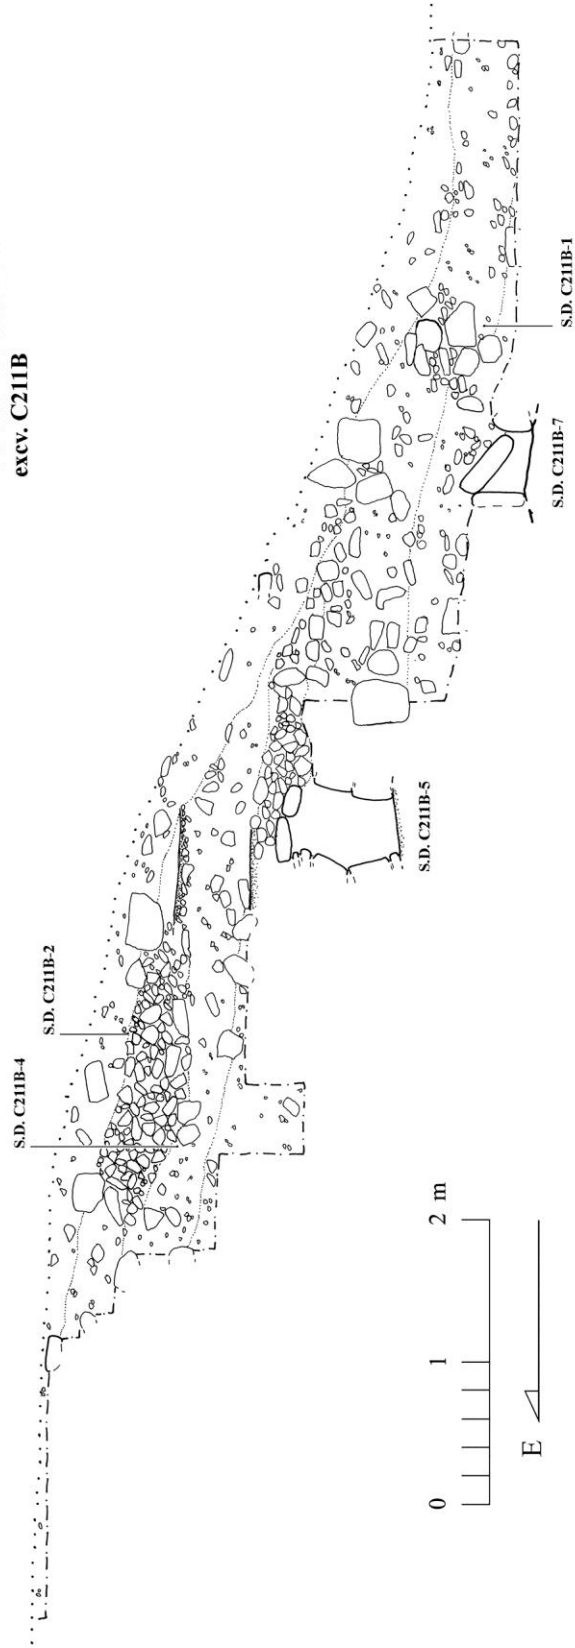 excv. C211B
S.D. C211B-4
S.D. C211B-2
S.D. C211B-5
S.D. C211B-7
S.D. C211B-1
0 1 2 m
E